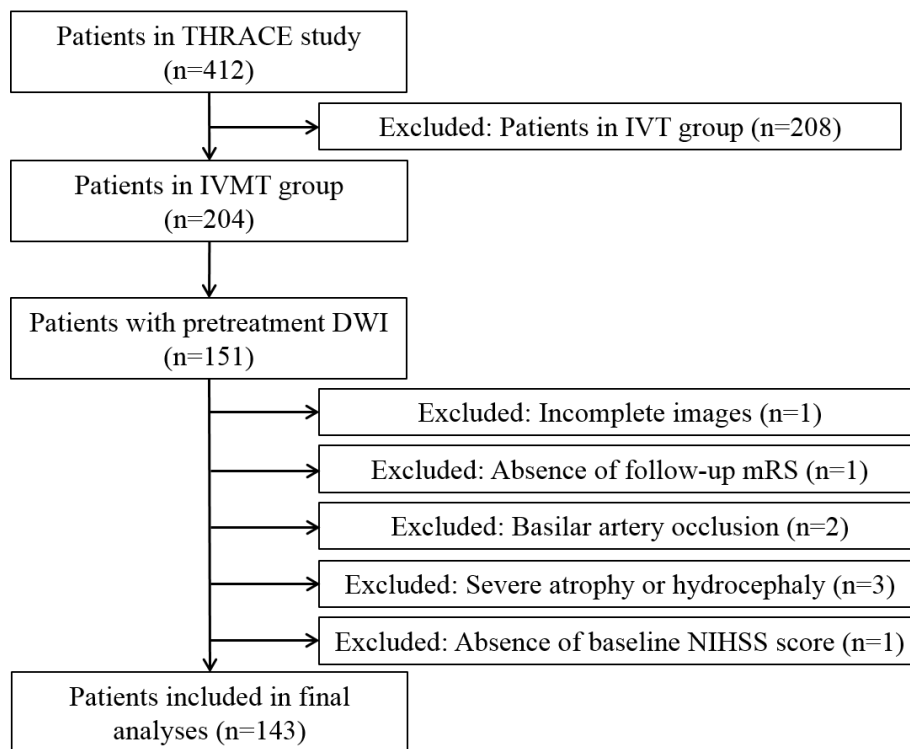 Patients in THRACE study
(n=412)
Excluded: Patients in IVT group (n=208)
Patients in IVMT group
(n=204)
Patients with pretreatment DWI
(n=151)
Excluded: Incomplete images (n=1)
Excluded: Absence of follow-up mRS (n=1)
Excluded: Basilar artery occlusion (n=2)
Excluded: Severe atrophy or hydrocephaly (n=3)
Excluded: Absence of baseline NIHSS score (n=1)
Patients included in final
analyses (n=143)